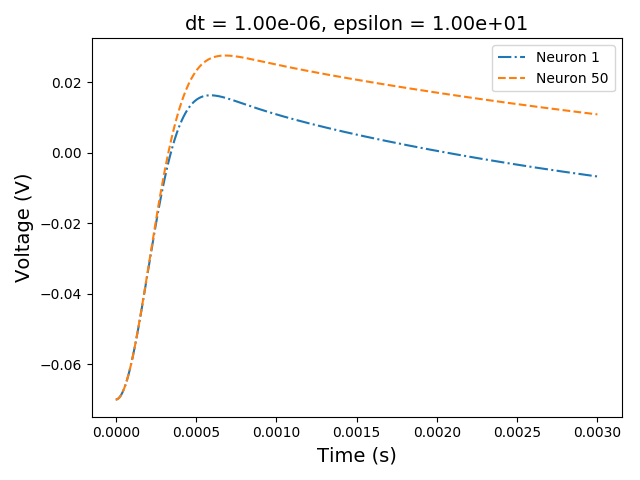 dt = 1.00e-06, epsilon = 1.00e+01
Neuron 1
Neuron 50
0.02
0.00
−0.02
−0.04
−0.06
Voltage (V)
0.0000 0.0005 0.0010 0.0015 0.0020 0.0025 0.0030
Time (s)